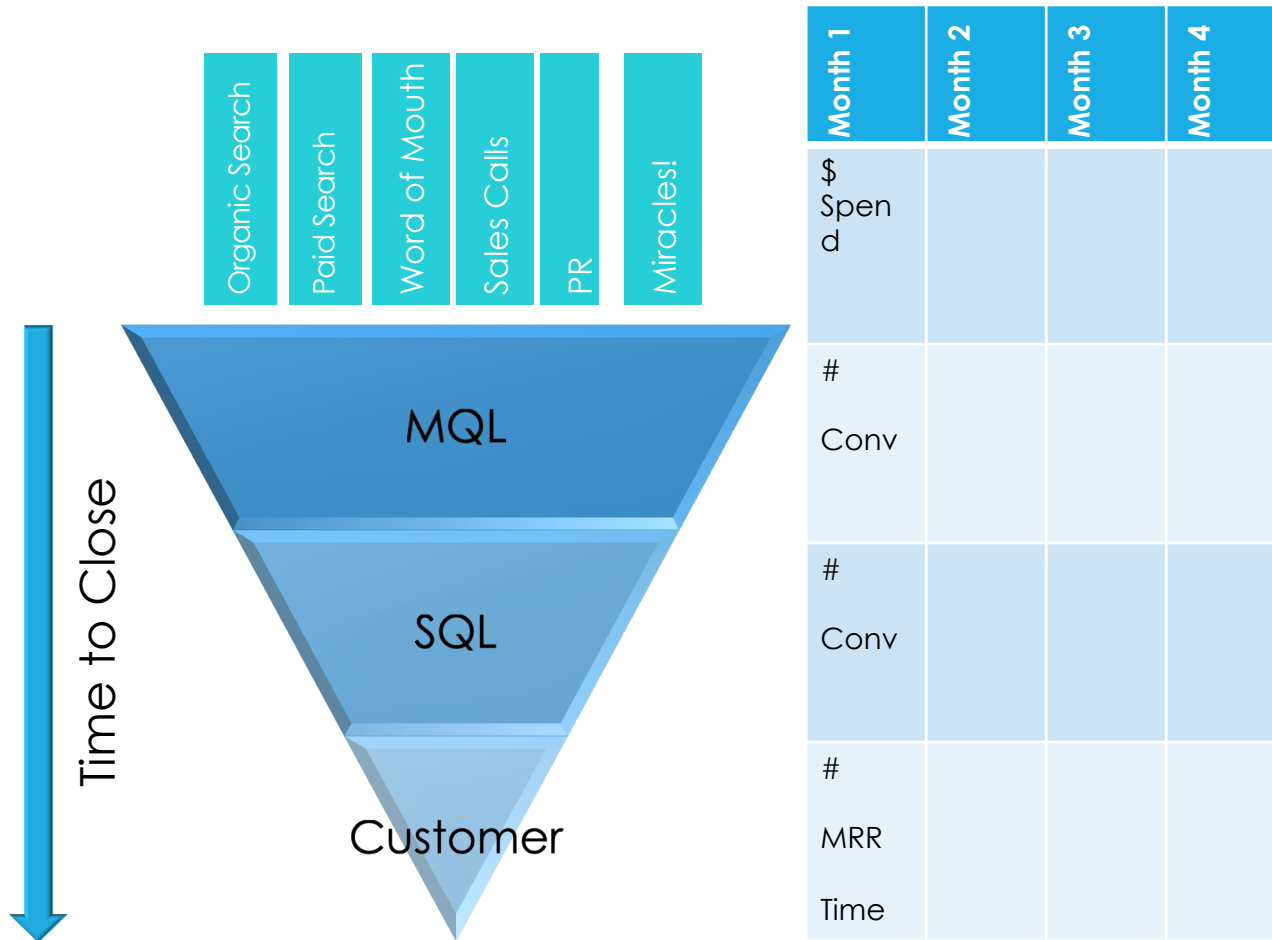 Organic Search
Paid Search
Word of Mouth
Sales Calls
PR
Miracles!
Time to Close
MQL
SQL
Customer
Month 1
Month 2
Month 3
Month 4
$
Spen
d
#
Conv
#
Conv
#
MRR
Time